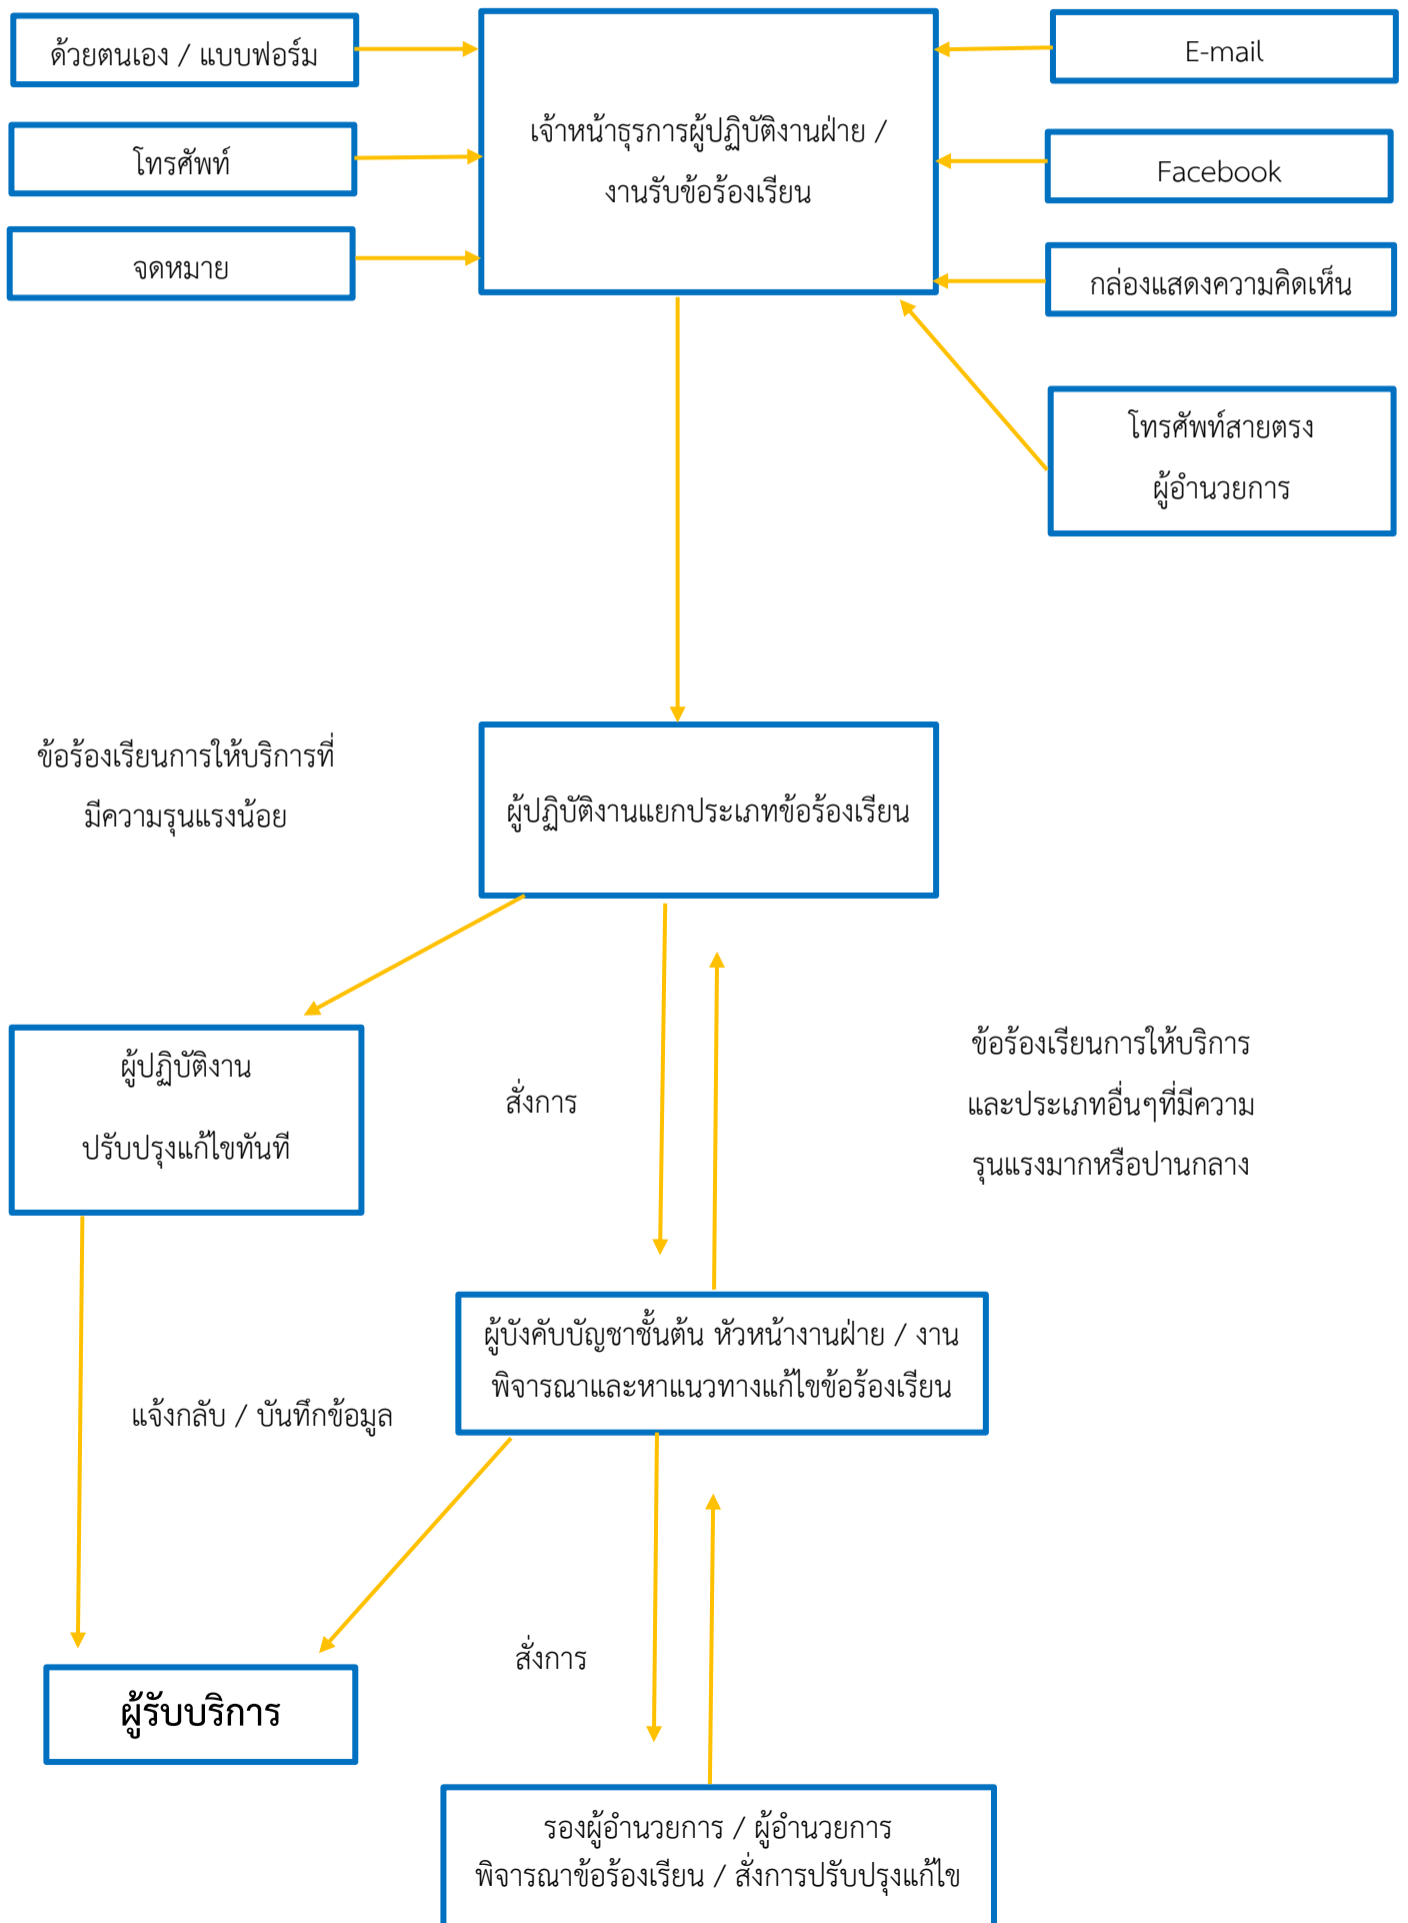 ด้วยตนเอง / แบบฟอร์ม
โทรศัพท์
จดหมาย
เจ้าหน้าธุรการผู้ปฏิบัติงานฝ่าย /
งานรับข้อร้องเรียน
E-mail
Facebook
กล่องแสดงความคิดเห็น
โทรศัพท์สายตรง
ผู้อำนวยการ
ข้อร้องเรียนการให้บริการที่
มีความรุนแรงน้อย
ผู้ปฏิบัติงานแยกประเภทข้อร้องเรียน
ผู้ปฏิบัติงาน
ปรับปรุงแก้ไขทันที
สั่งการ
ข้อร้องเรียนการให้บริการ
และประเภทอื่นๆที่มีความ
รุนแรงมากหรือปานกลาง
ผู้บังคับบัญชาชั้นต้น หัวหน้างานฝ่าย / งาน
พิจารณาและหาแนวทางแก้ไขข้อร้องเรียน
แจ้งกลับ / บันทึกข้อมูล
สั่งการ
ผู้รับบริการ
รองผู้อำนวยการ / ผู้อำนวยการ
พิจารณาข้อร้องเรียน / สั่งการปรับปรุงแก้ไข